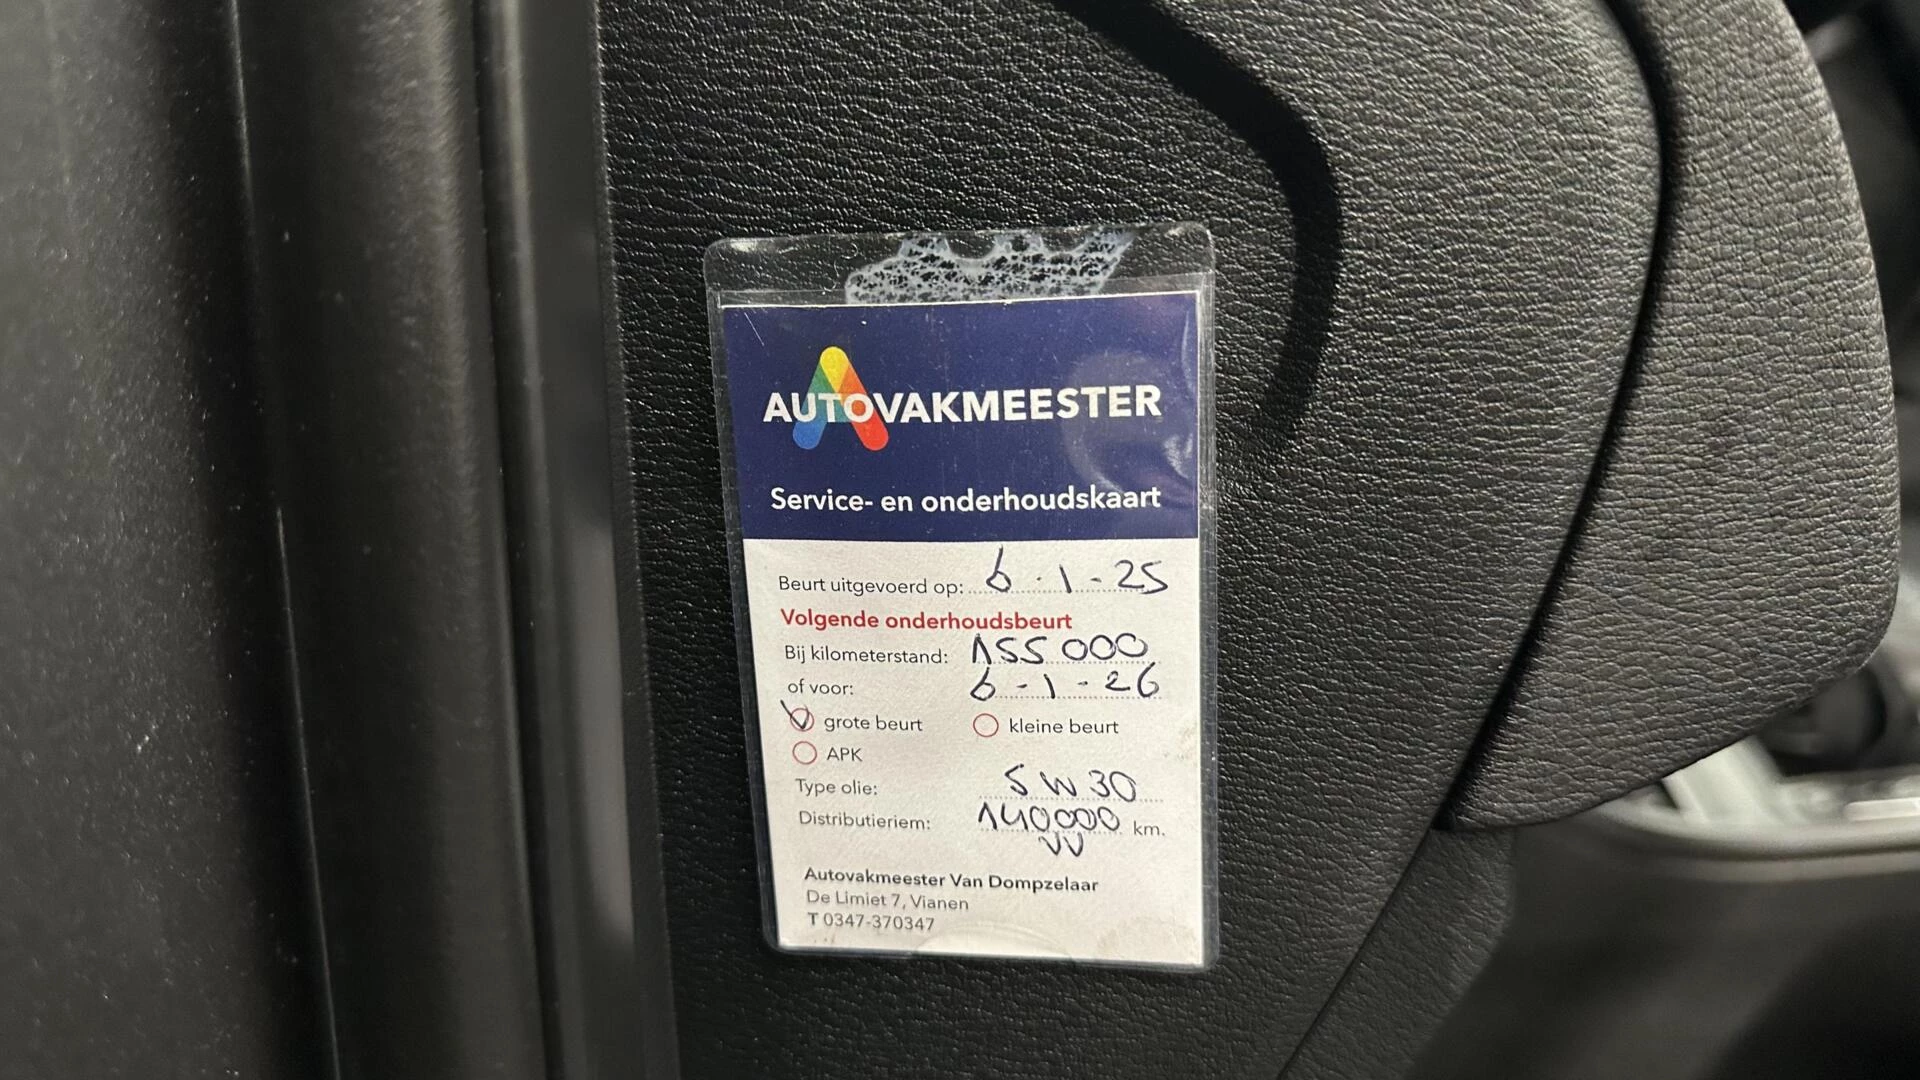 AUTOVAKMEESTER
Service- en onderhoudskaart
Beurt uitgevoerd op: 6-1-25
Volgende onderhoudsbeurt
Bij kilometerstand: 155 000
of voor: 6-1-26
grote beurt kleine beurt
APK
Type olie: 5W30
Distributieriem: 140000 km.
VV
Autovakmeester Van Dompzelaar
De Limiet 7, Vianen
T 0347-370347